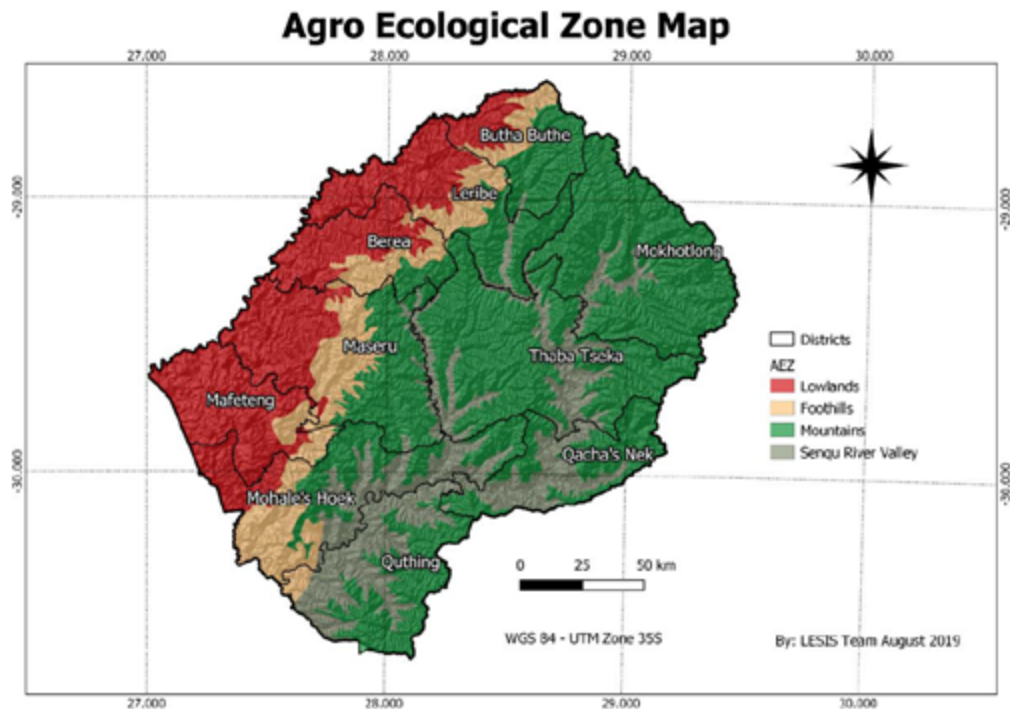 Agro Ecological Zone Map
27.000 28.000 29.000 30.000
-29.000 -29.000
-30.000 -30.000
Butha Buthe
Leribe
Berea
Mokhotlong
Maseru
Thaba Tseka
Mafeteng
Qacha's Nek
Mohale's Hoek
Quthing
Districts
AEZ
Lowlands
Foothills
Mountains
Senqu River Valley
0 25 50 km
WGS 84 - UTM Zone 35S
By: LESIS Team August 2019
27.000 28.000 29.000 30.000